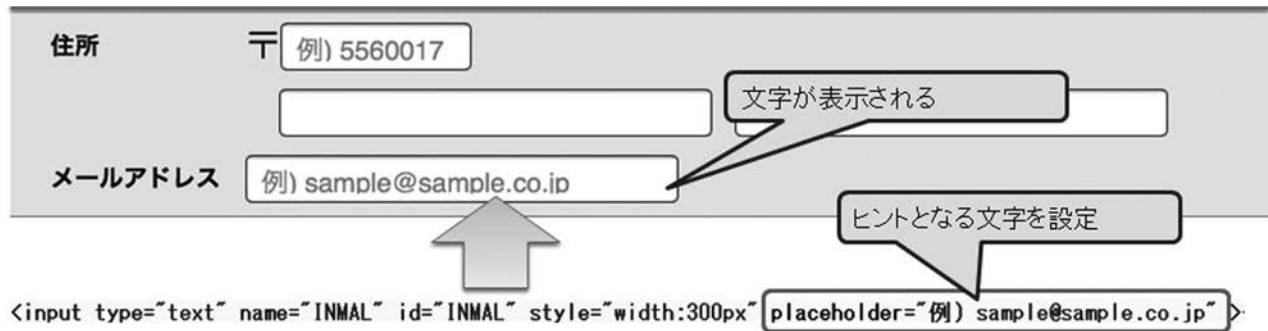 住所 〒 例) 5560017
文字が表示される
メールアドレス 例) sample@sample.co.jp
ヒントとなる文字を設定
<input type="text" name="INMAL" id="INMAL" style="width:300px" placeholder="例) sample@sample.co.jp" >